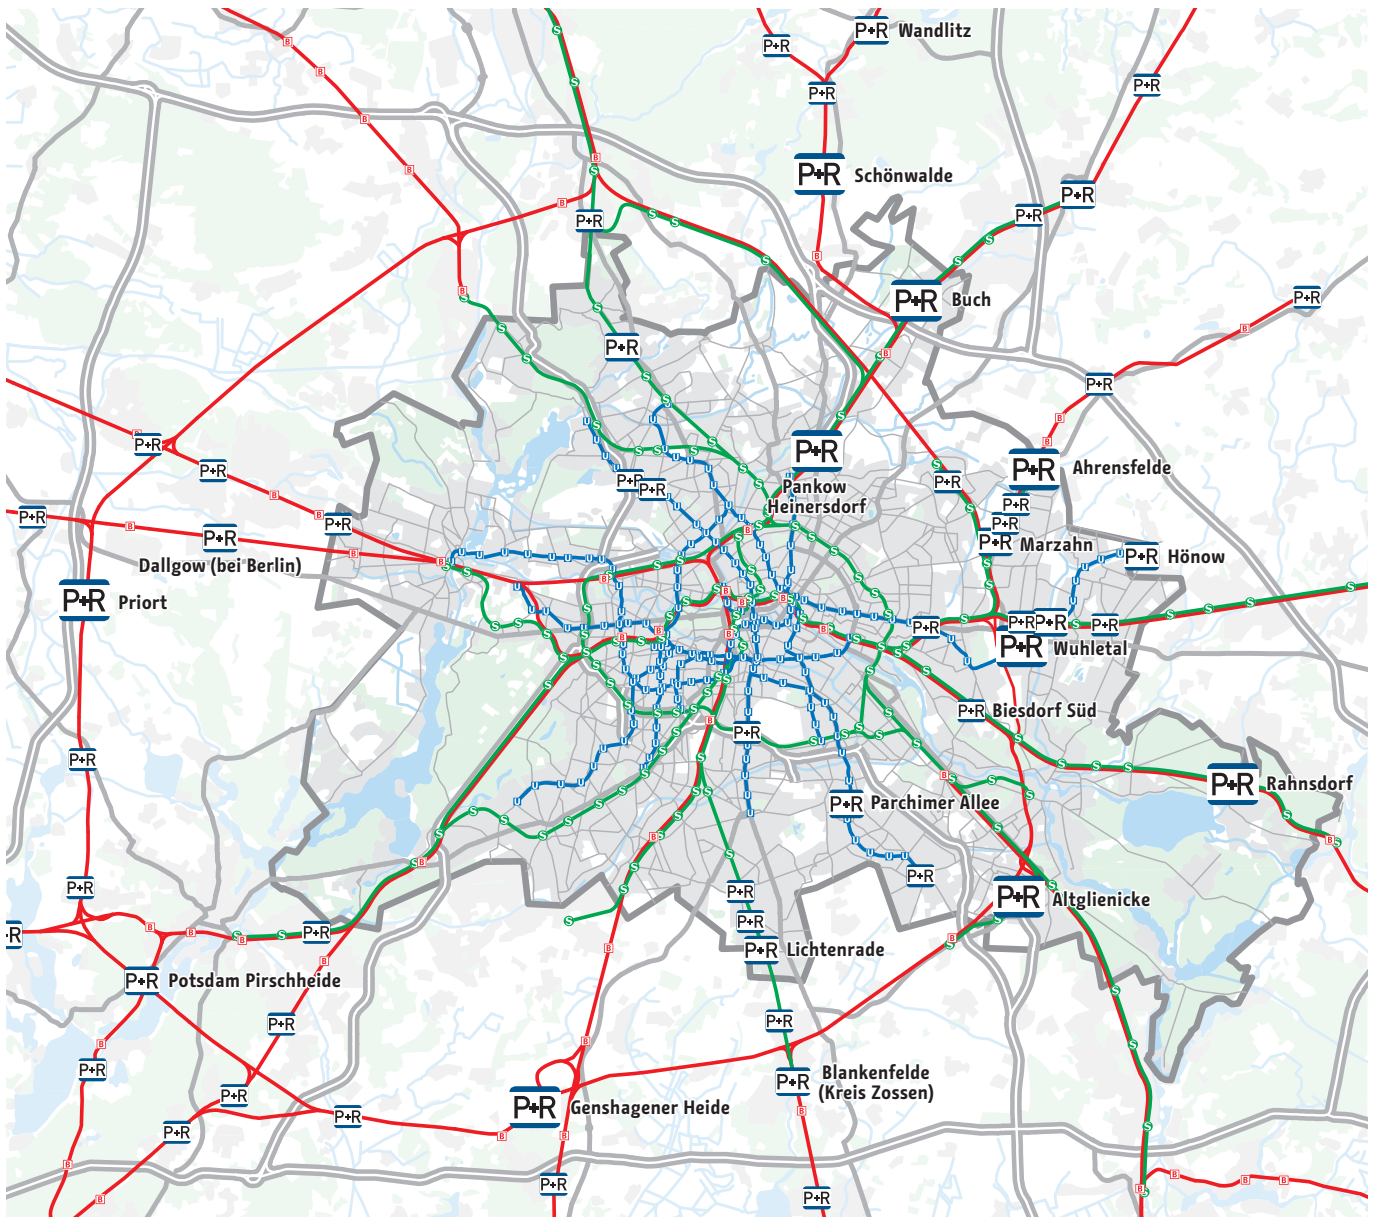 P+R
Wandlitz
P+R
P+R
P+R
P+R
Schönwalde
P+R
P+R
P+R
P+R
Buch
P+R
P+R
P+R
P+R
Pankow
Heinersdorf
P+R
Ahrensfelde
P+R
P+R
P+R
P+R
P+R
P+R
P+R
P+R
P+R
P+R
Marzahn
P+R
Dallgow (bei Berlin)
P+R
Hönow
P+R
Priort
P+R
P+R
P+R
P+R
P+R
Wuhletal
P+R
Biesdorf Süd
P+R
P+R
P+R
Rahnsdorf
P+R
Parchimer Allee
P+R
P+R
P+R
P+R
Altglienicke
P+R
P+R
-R
P+R
Lichtenrade
P+R
Potsdam Pirschheide
P+R
P+R
P+R
P+R
Blankenfelde
(Kreis Zossen)
P+R
P+R
Genshagener Heide
P+R
P+R
P+R
P+R